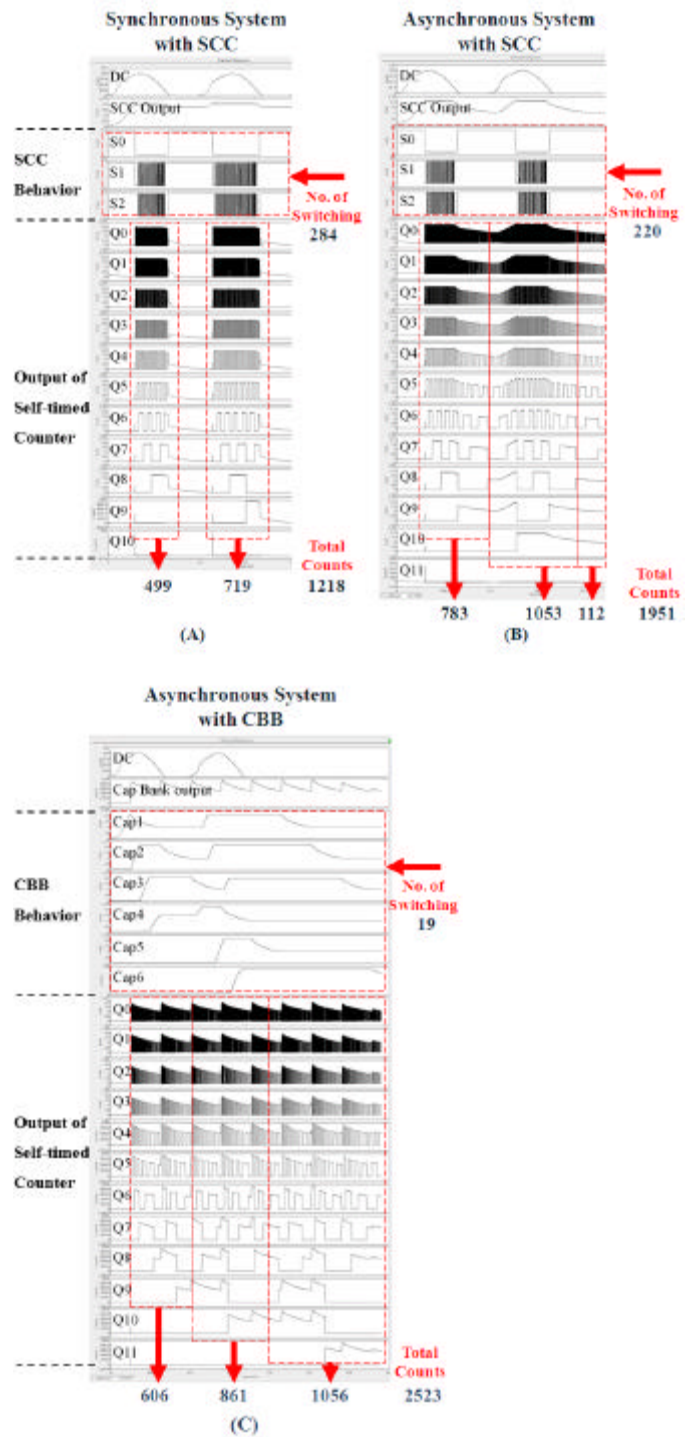 Synchronous System
with SCC
DC
SCC Output
SCC
Behavior
S0
S1
S2
No. of
Switching
284
Output of
Self-timed
Counter
Q0
Q1
Q2
Q3
Q4
Q5
Q6
Q7
Q8
Q9
Q10
499
719
Total
Counts
1218
(A)
Asynchronous System
with SCC
DC
SCC Output
S0
S1
S2
No. of
Switching
220
Q0
Q1
Q2
Q3
Q4
Q5
Q6
Q7
Q8
Q9
Q10
Q11
783
1053
112
Total
Counts
1951
(B)
Asynchronous System
with CBB
DC
Cap Bank output
CBB
Behavior
Cap1
Cap2
Cap3
Cap4
Cap5
Cap6
No. of
Switching
19
Output of
Self-timed
Counter
Q0
Q1
Q2
Q3
Q4
Q5
Q6
Q7
Q8
Q9
Q10
Q11
606
861
1056
Total
Counts
2523
(C)